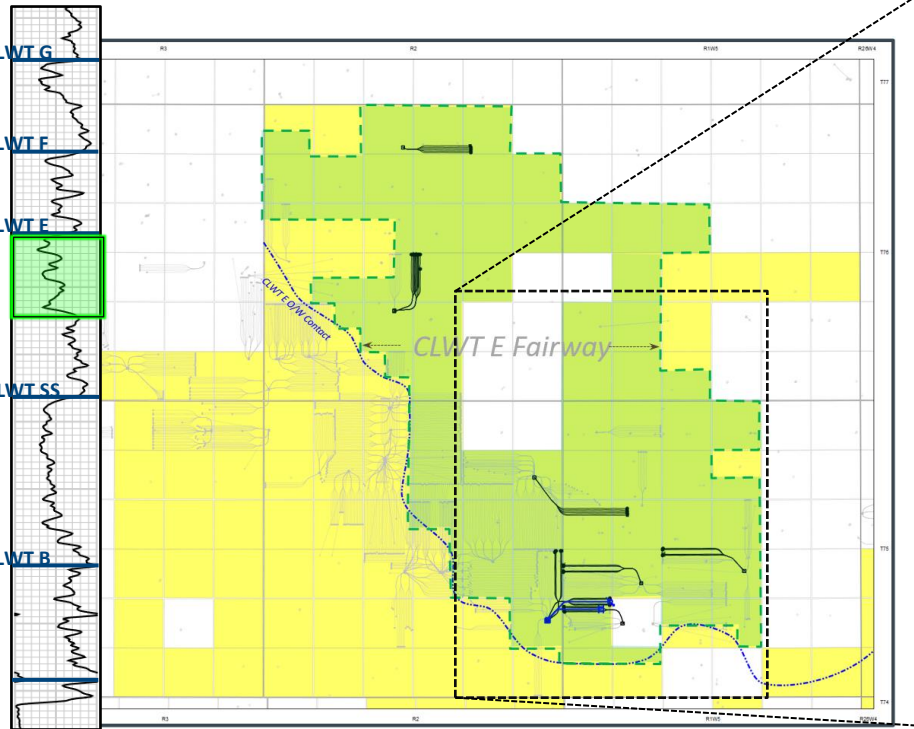 R3 R2 R1W5 R26W4
LWT G
T77
LWT F
LWT E
T76
CLWT E O/W Contact
CLWT E Fairway
LWT SS
T75
LWT B
T74
R3 R2 R1W5 R26W4